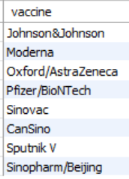 vaccine
Johnson&Johnson
Moderna
Oxford/AstraZeneca
Pfizer/BioNTech
Sinovac
CanSino
Sputnik V
Sinopharm/Beijing